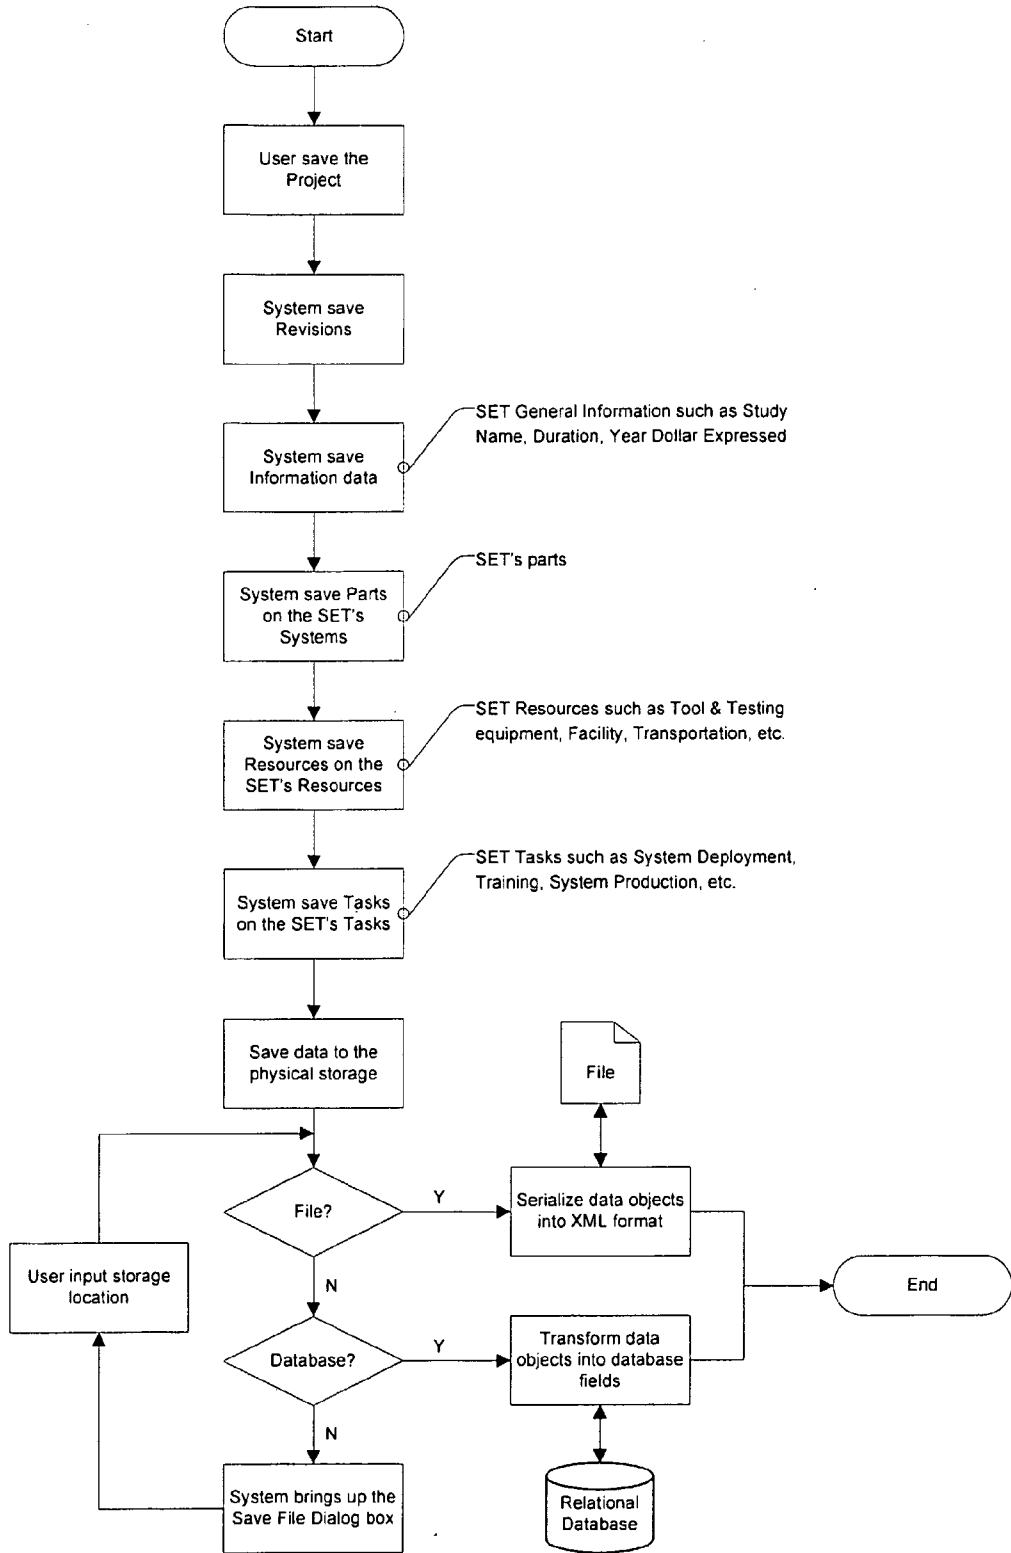 Start
User save the
Project
System save
Revisions
System save
Information data
SET General Information such as Study
Name, Duration, Year Dollar Expressed
System save Parts
on the SET's
Systems
SET's parts
System save
Resources on the
SET's Resources
SET Resources such as Tool & Testing
equipment, Facility, Transportation, etc.
System save Tasks
on the SET's Tasks
SET Tasks such as System Deployment,
Training, System Production, etc.
Save data to the
physical storage
File
File?
Y
Serialize data objects
into XML format
User input storage
location
N
End
Database?
Y
Transform data
objects into database
fields
N
System brings up the
Save File Dialog box
Relational
Database